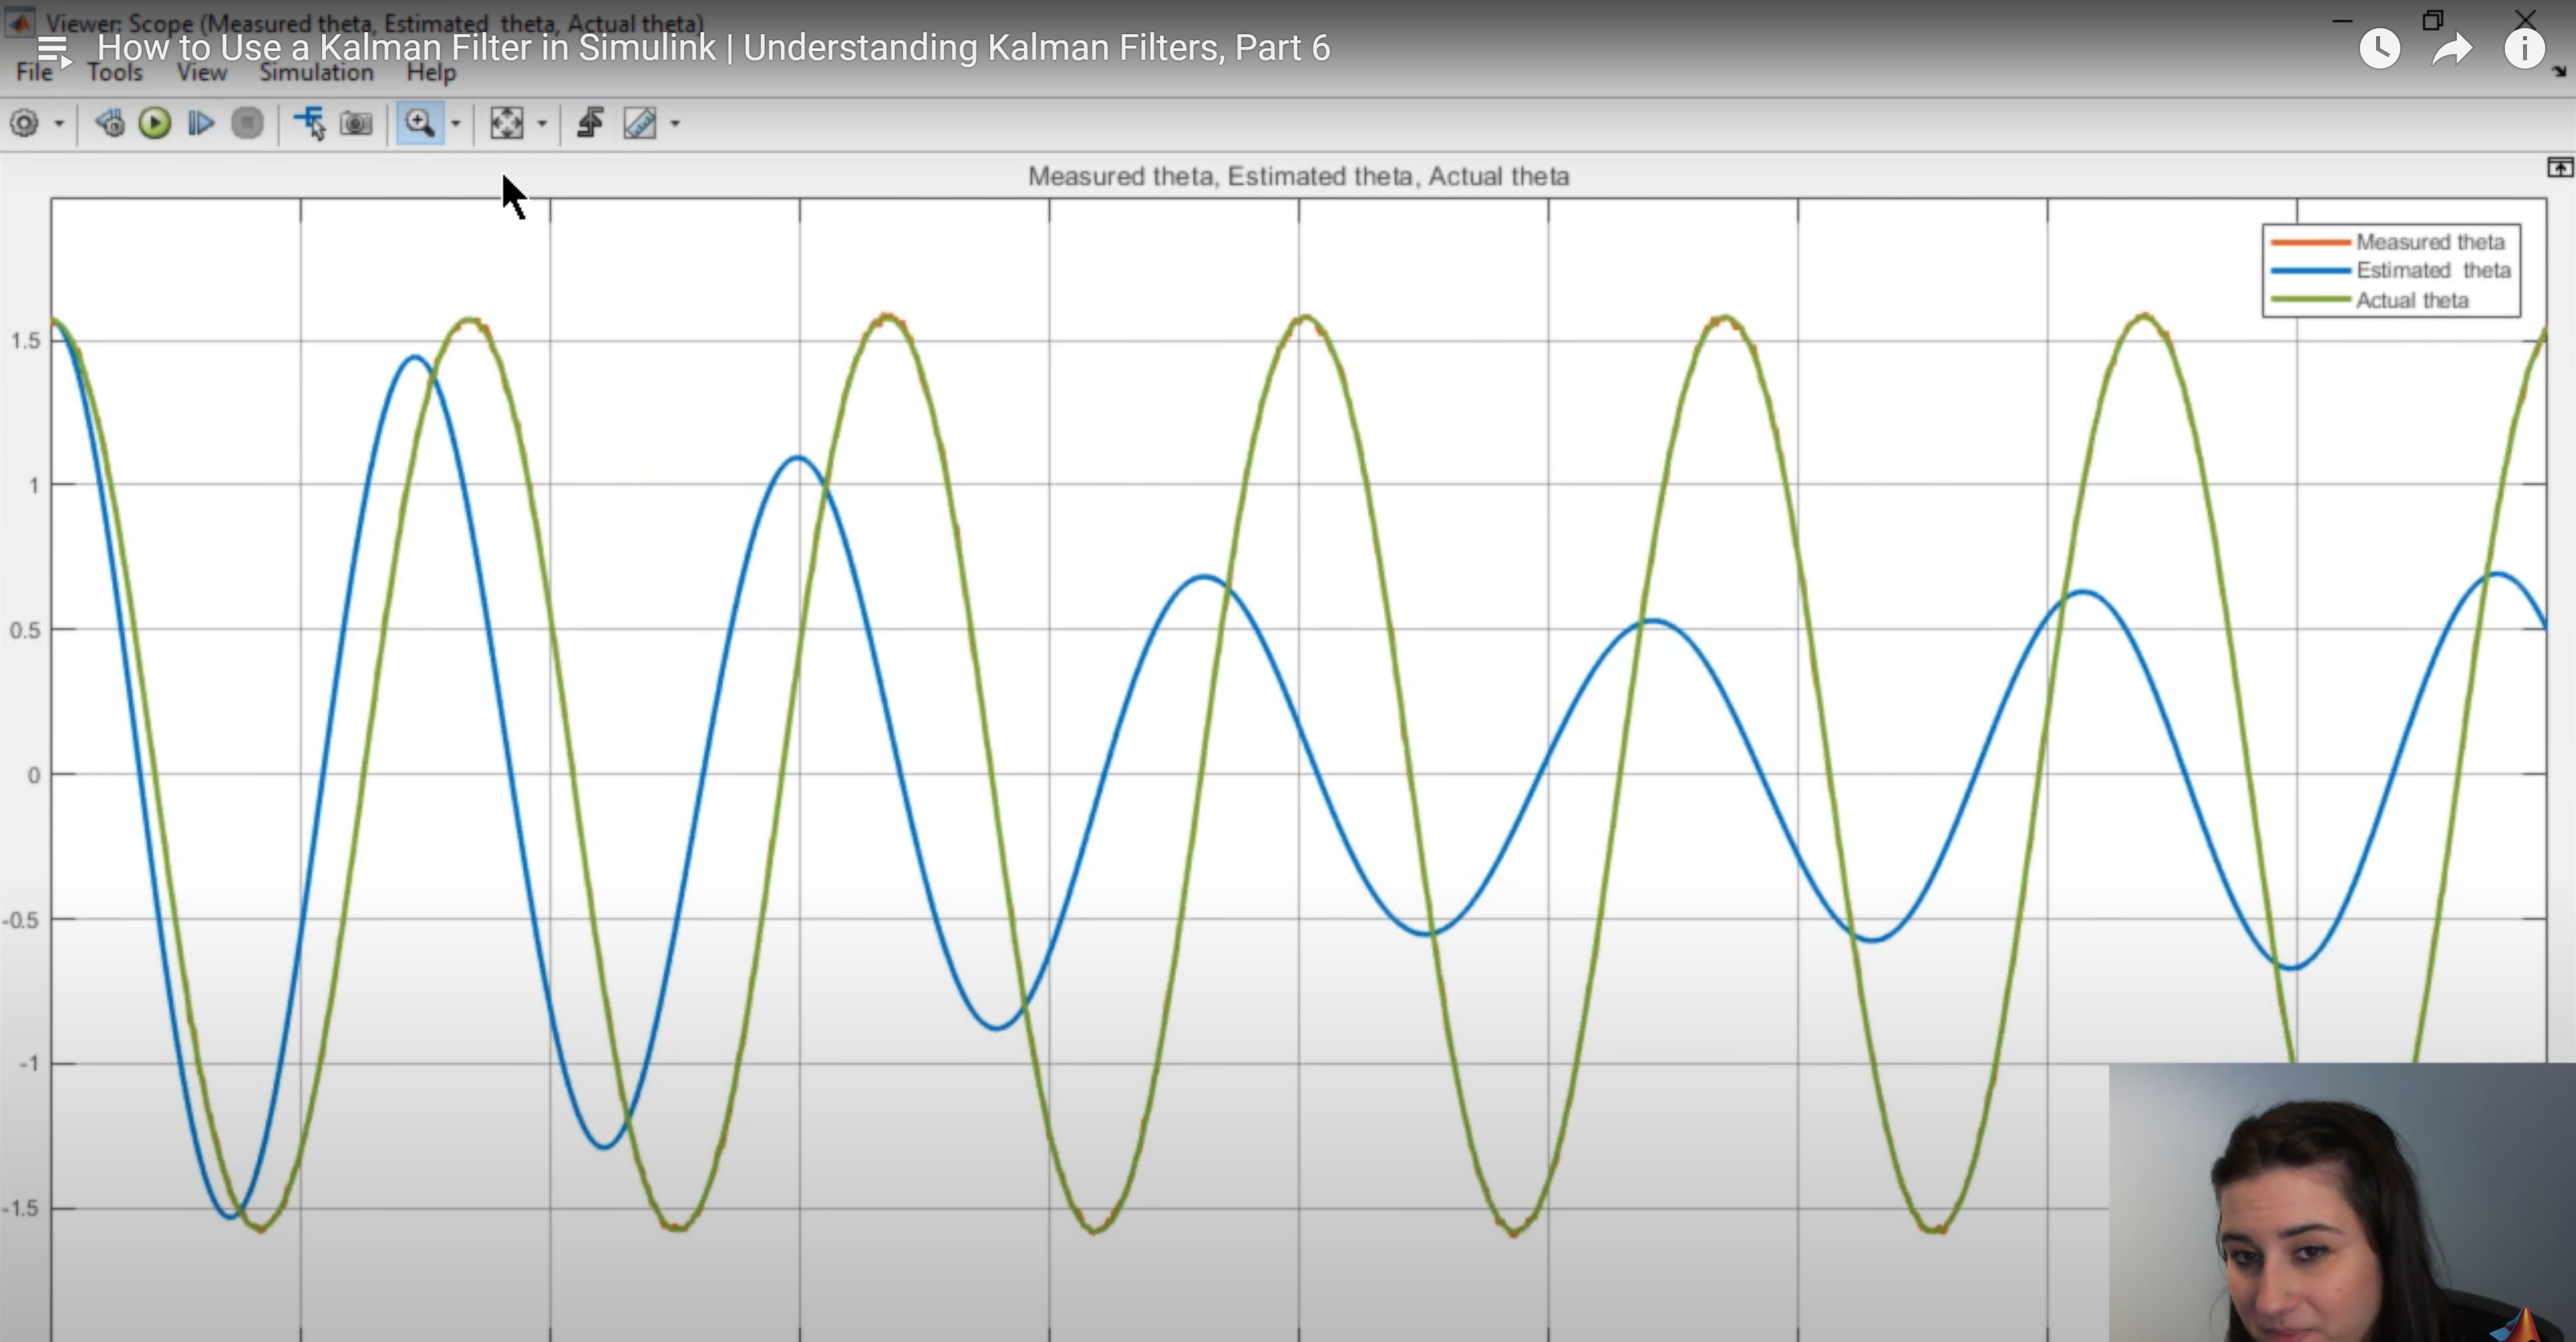 Viewer: Scope (Measured theta, Estimated  theta, Actual theta)
How to Use a Kalman Filter in Simulink | Understanding Kalman Filters, Part 6
File Tools View Simulation Help
Measured theta, Estimated theta, Actual theta
Measured theta
Estimated  theta
Actual theta
1.5
1
0.5
0
-0.5
-1
-1.5